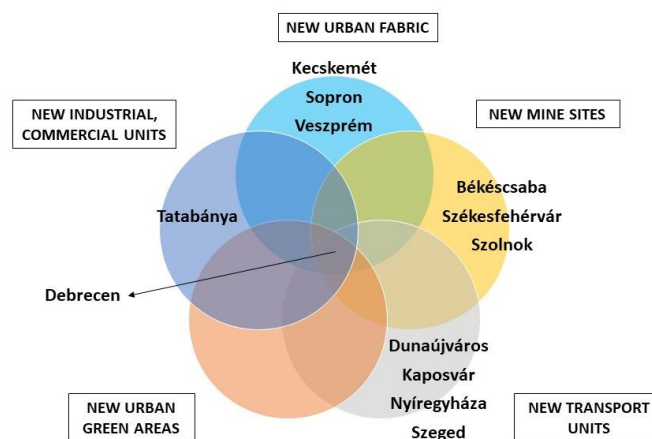 NEW URBAN FABRIC
Kecskemét
Sopron
Veszprém
NEW INDUSTRIAL,
COMMERCIAL UNITS
NEW MINE SITES
Békéscsaba
Székesfehérvár
Szolnok
Tatabánya
Debrecen
Dunaújváros
Kaposvár
Nyíregyháza
Szeged
NEW URBAN
GREEN AREAS
NEW TRANSPORT
UNITS